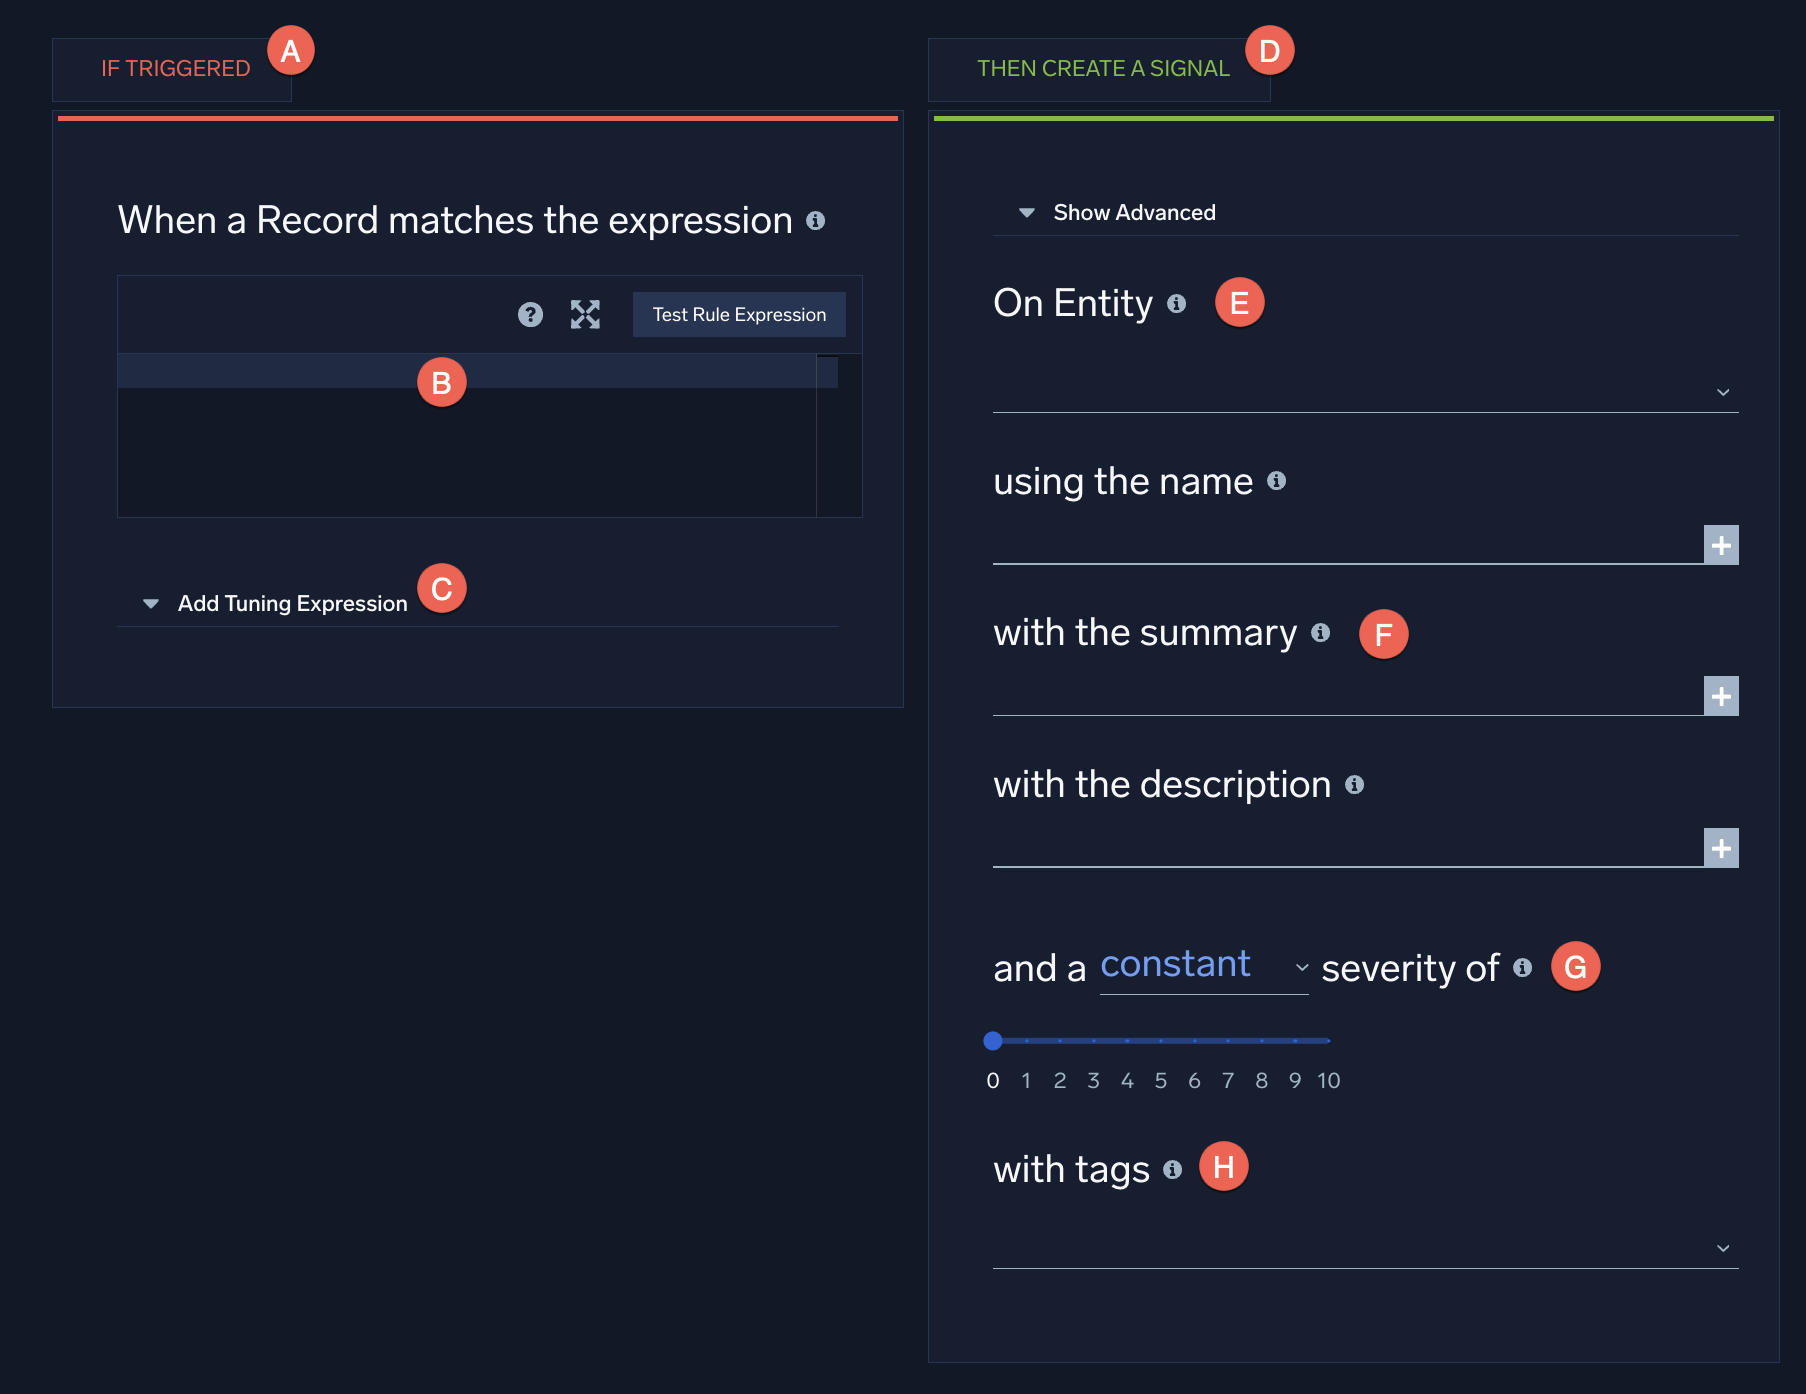 IF TRIGGERED A
When a Record matches the expression
Test Rule Expression
B
Add Tuning Expression C
THEN CREATE A SIGNAL D
Show Advanced
On Entity E
using the name
with the summary F
with the description
and a constant severity of G
0 1 2 3 4 5 6 7 8 9 10
with tags H